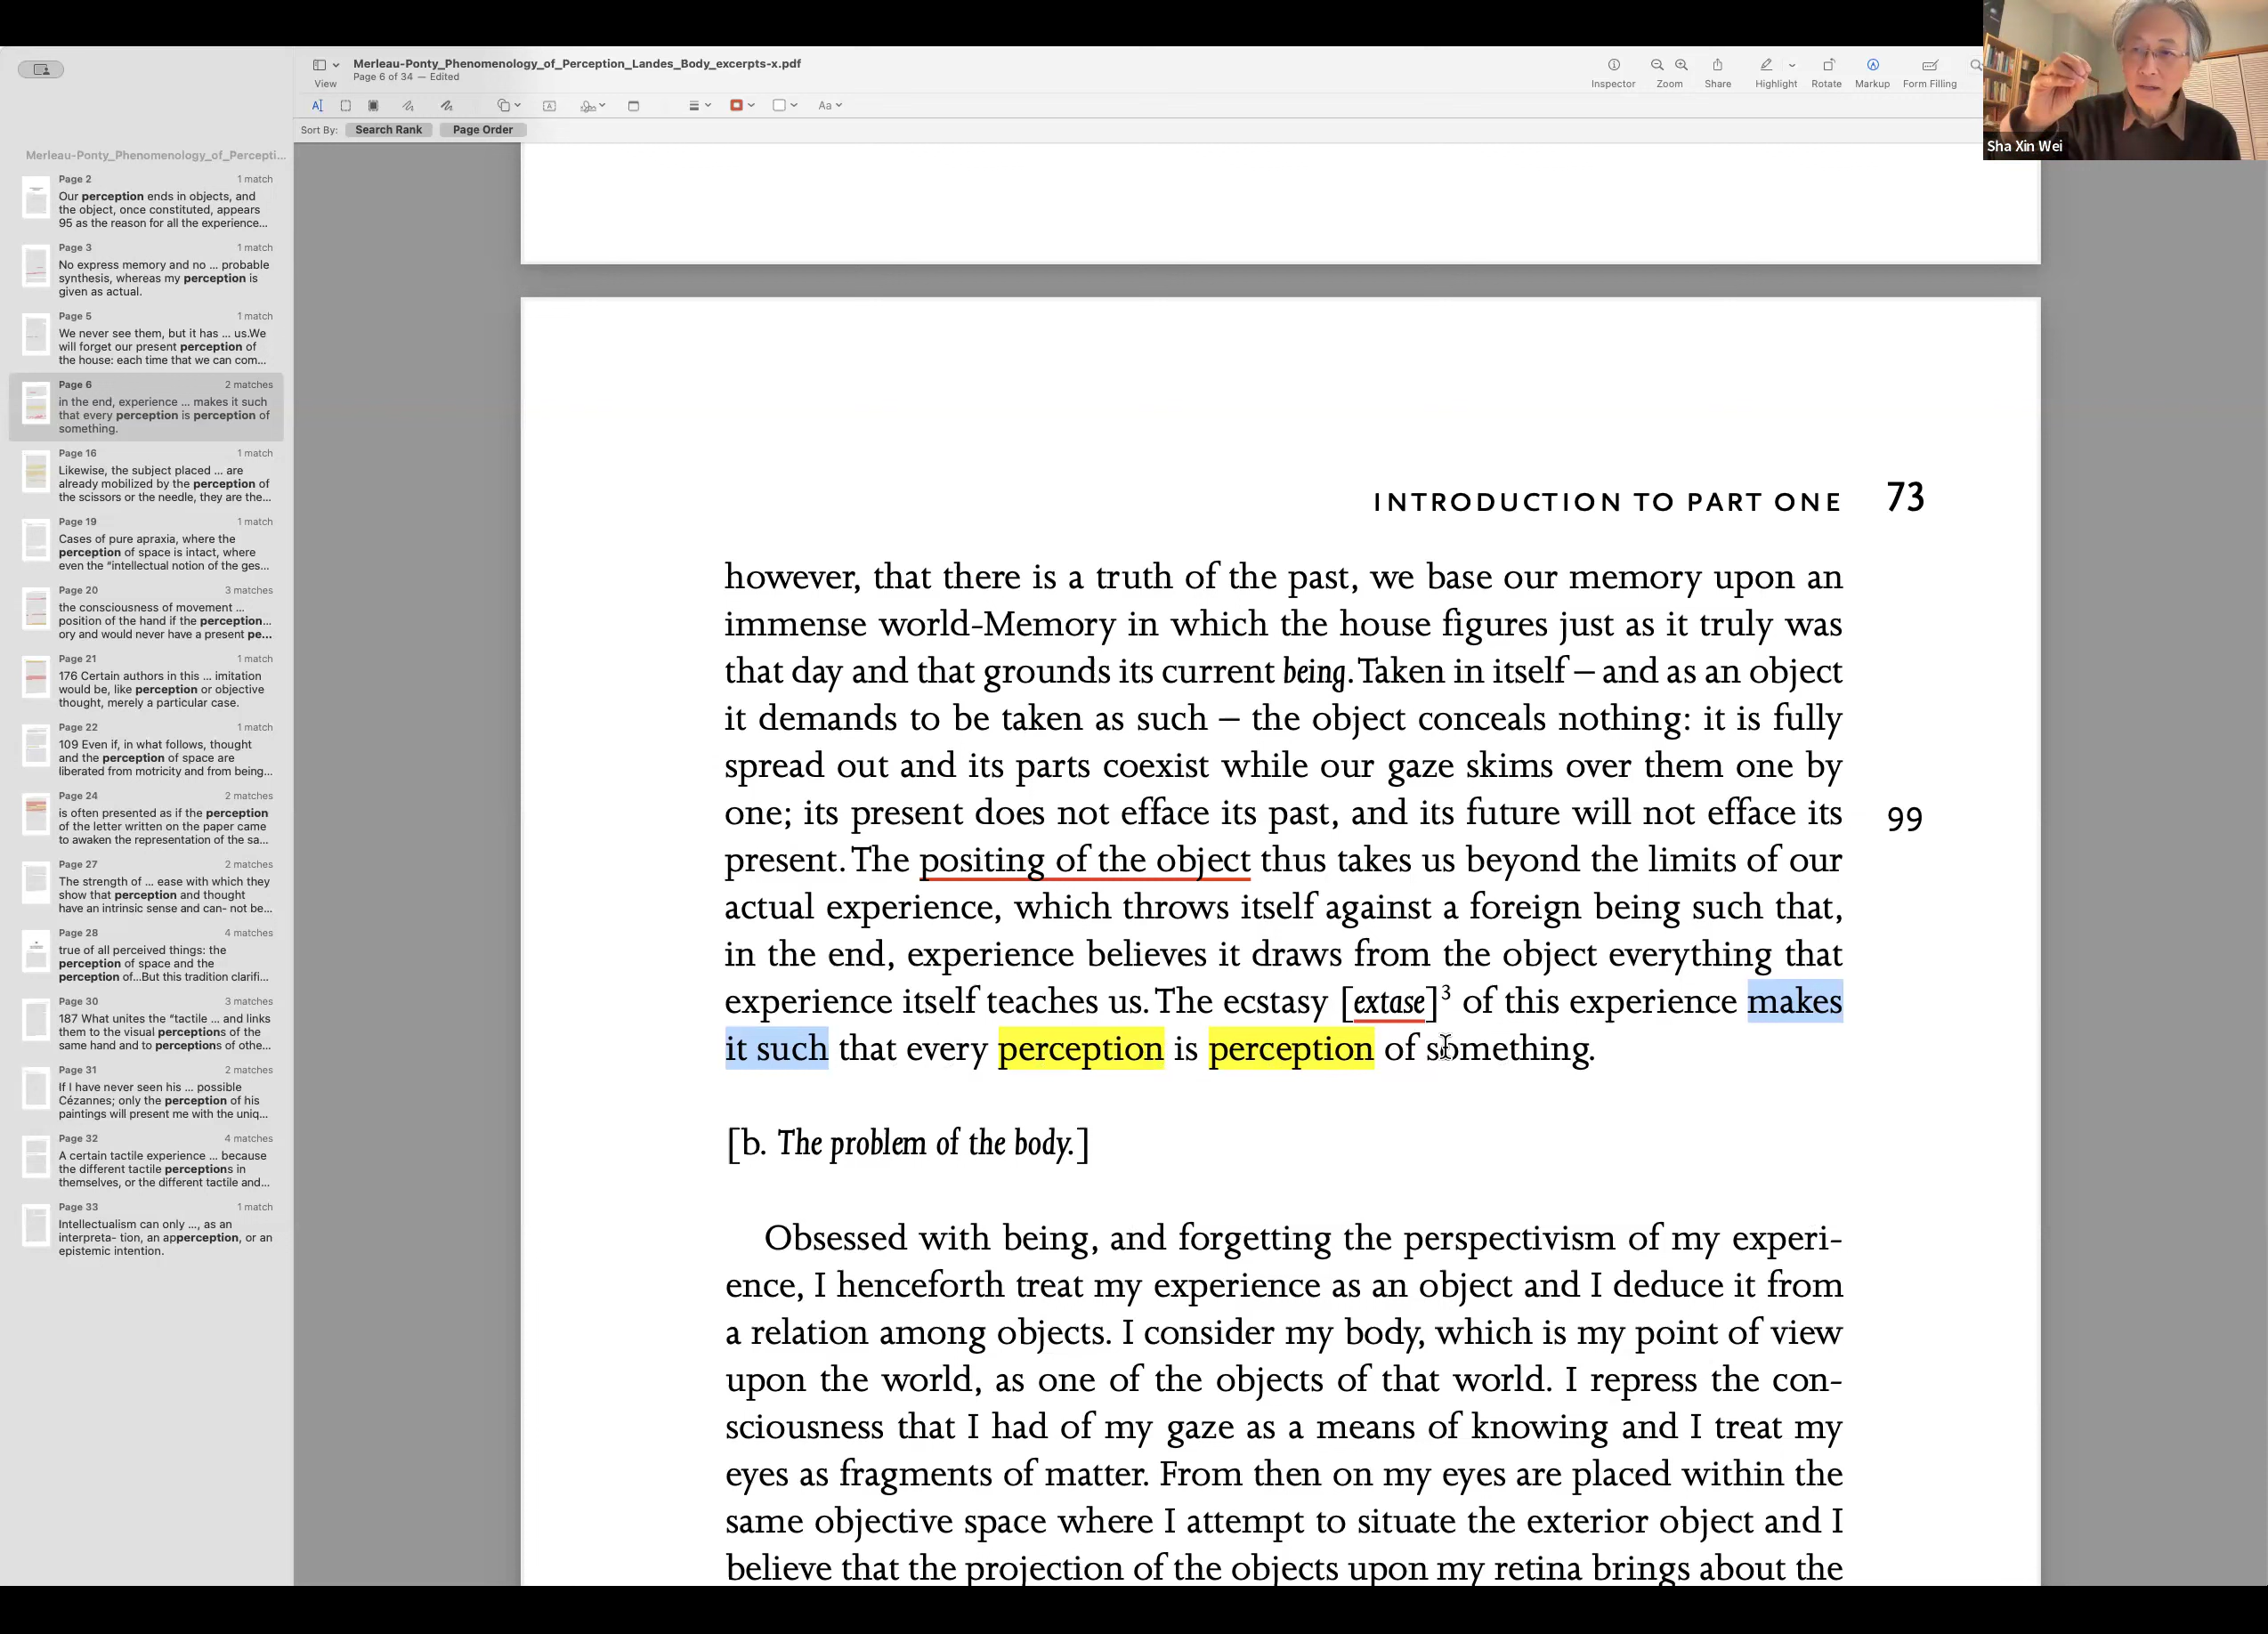 Merleau-Ponty_Phenomenology_of_Perception_Landes_Body_excerpts-x.pdf
Page 6 of 34 — Edited
View
Inspector
Zoom
Share
Highlight
Rotate
Markup
Form Filling
Aa
Sort By:
Search Rank
Page Order
Sha Xin Wei
Merleau-Ponty_Phenomenology_of_Percepti...
Page 2 1 match
Our perception ends in objects, and
the object, once constituted, appears
95 as the reason for all the experience...
Page 3 1 match
No express memory and no ... probable
synthesis, whereas my perception is
given as actual.
Page 5 1 match
We never see them, but it has ... us.We
will forget our present perception of
the house: each time that we can com...
Page 6 2 matches
in the end, experience ... makes it such
that every perception is perception of
something.
Page 16 1 match
Likewise, the subject placed ... are
already mobilized by the perception of
the scissors or the needle, they are the...
Page 19 1 match
Cases of pure apraxia, where the
perception of space is intact, where
even the “intellectual notion of the ges...
Page 20 3 matches
the consciousness of movement ...
position of the hand if the perception...
ory and would never have a present pe...
Page 21 1 match
176 Certain authors in this ... imitation
would be, like perception or objective
thought, merely a particular case.
Page 22 1 match
109 Even if, in what follows, thought
and the perception of space are
liberated from motricity and from being...
Page 24 2 matches
is often presented as if the perception
of the letter written on the paper came
to awaken the representation of the sa...
Page 27 2 matches
The strength of ... ease with which they
show that perception and thought
have an intrinsic sense and can- not be...
Page 28 4 matches
true of all perceived things: the
perception of space and the
perception of...But this tradition clarifi...
Page 30 3 matches
187 What unites the “tactile ... and links
them to the visual perceptions of the
same hand and to perceptions of othe...
Page 31 2 matches
If I have never seen his ... possible
Cézannes; only the perception of his
paintings will present me with the uniq...
Page 32 4 matches
A certain tactile experience ... because
the different tactile perceptions in
themselves, or the different tactile and...
Page 33 1 match
Intellectualism can only ..., as an
interpreta- tion, an apperception, or an
epistemic intention.
INTRODUCTION TO PART ONE 73
however, that there is a truth of the past, we base our memory upon an
immense world-Memory in which the house figures just as it truly was
that day and that grounds its current being. Taken in itself – and as an object
it demands to be taken as such – the object conceals nothing: it is fully
spread out and its parts coexist while our gaze skims over them one by
one; its present does not efface its past, and its future will not efface its 99
present. The positing of the object thus takes us beyond the limits of our
actual experience, which throws itself against a foreign being such that,
in the end, experience believes it draws from the object everything that
experience itself teaches us. The ecstasy [extase]3 of this experience makes
it such that every perception is perception of something.
[b. The problem of the body.]
Obsessed with being, and forgetting the perspectivism of my experi-
ence, I henceforth treat my experience as an object and I deduce it from
a relation among objects. I consider my body, which is my point of view
upon the world, as one of the objects of that world. I repress the con-
sciousness that I had of my gaze as a means of knowing and I treat my
eyes as fragments of matter. From then on my eyes are placed within the
same objective space where I attempt to situate the exterior object and I
believe that the projection of the objects upon my retina brings about the